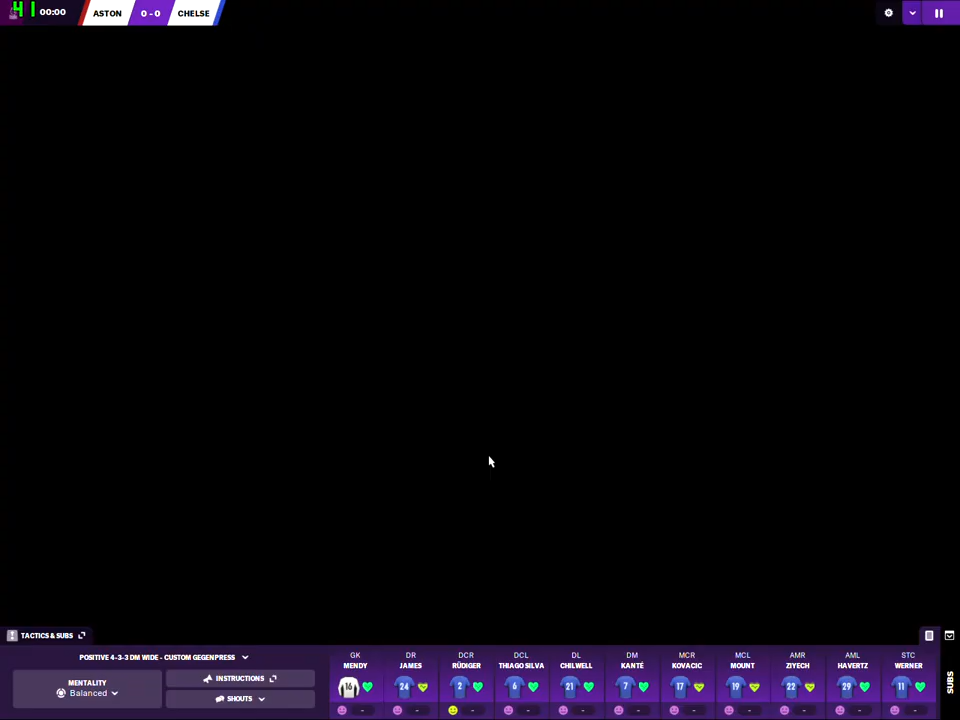 41 00:00 ASTON 0 - 0 CHELSE
TACTICS & SUBS
POSITIVE 4-3-3 DM WIDE - CUSTOM GEGENPRESS
MENTALITY
Balanced
INSTRUCTIONS
SHOUTS
GK DR DCR DCL DL DM MCR MCL AMR AML STC
MENDY JAMES RÜDIGER THIAGO SILVA CHILWELL KANTÉ KOVACIC MOUNT ZIYECH HAVERTZ WERNER
16 24 2 6 21 7 17 19 22 29 11
- - - - - - - - - - -
SUBS